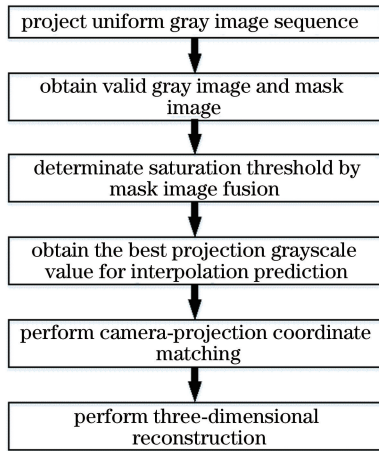 project uniform gray image sequence
obtain valid gray image and mask
image
determinate saturation threshold by
mask image fusion
obtain the best projection grayscale
value for interpolation prediction
perform camera-projection coordinate
matching
perform three-dimensional
reconstruction